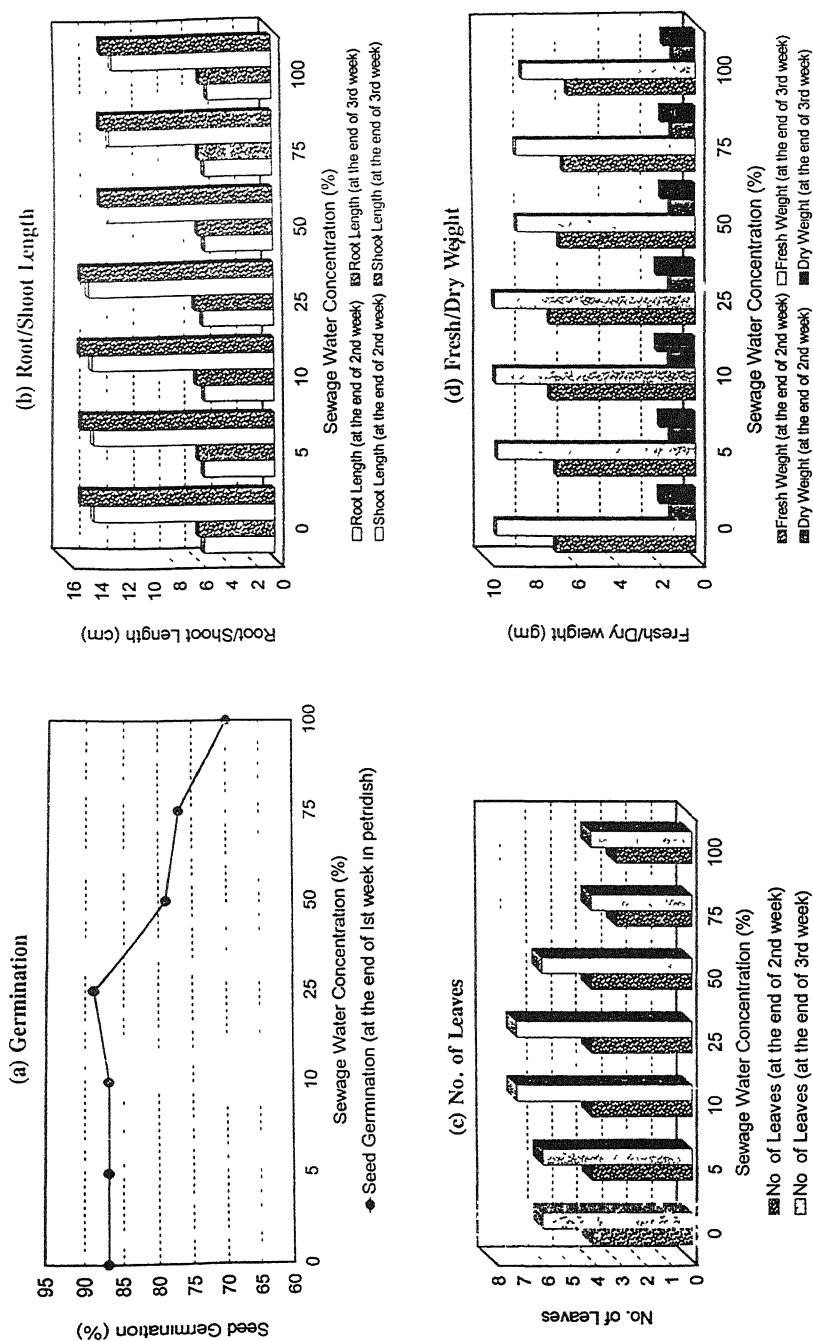 (a) Germination
Seed Germination (%)
95
90
85
80
75
70
65
60
0 5 10 25 50 75 100
Sewage Water Concentration (%)
Seed Germination (at the end of 1st week in petridish)
(b) Root/Shoot Length
Root/Shoot Length (cm)
16
14
12
10
8
6
4
2
0
0 5 10 25 50 75 100
Sewage Water Concentration (%)
Root Length (at the end of 2nd week) Root Length (at the end of 3rd week)
Shoot Length (at the end of 2nd week) Shoot Length (at the end of 3rd week)
(c) No. of Leaves
No. of Leaves
8
7
6
5
4
3
2
1
0
0 5 10 25 50 75 100
Sewage Water Concentration (%)
No of Leaves (at the end of 2nd week)
No of Leaves (at the end of 3rd week)
(d) Fresh/Dry Weight
Fresh/Dry weight (gm)
10
8
6
4
2
0
0 5 10 25 50 75 100
Sewage Water Concentration (%)
Fresh Weight (at the end of 2nd week) Fresh Weight (at the end of 3rd week)
Dry Weight (at the end of 2nd week) Dry Weight (at the end of 3rd week)